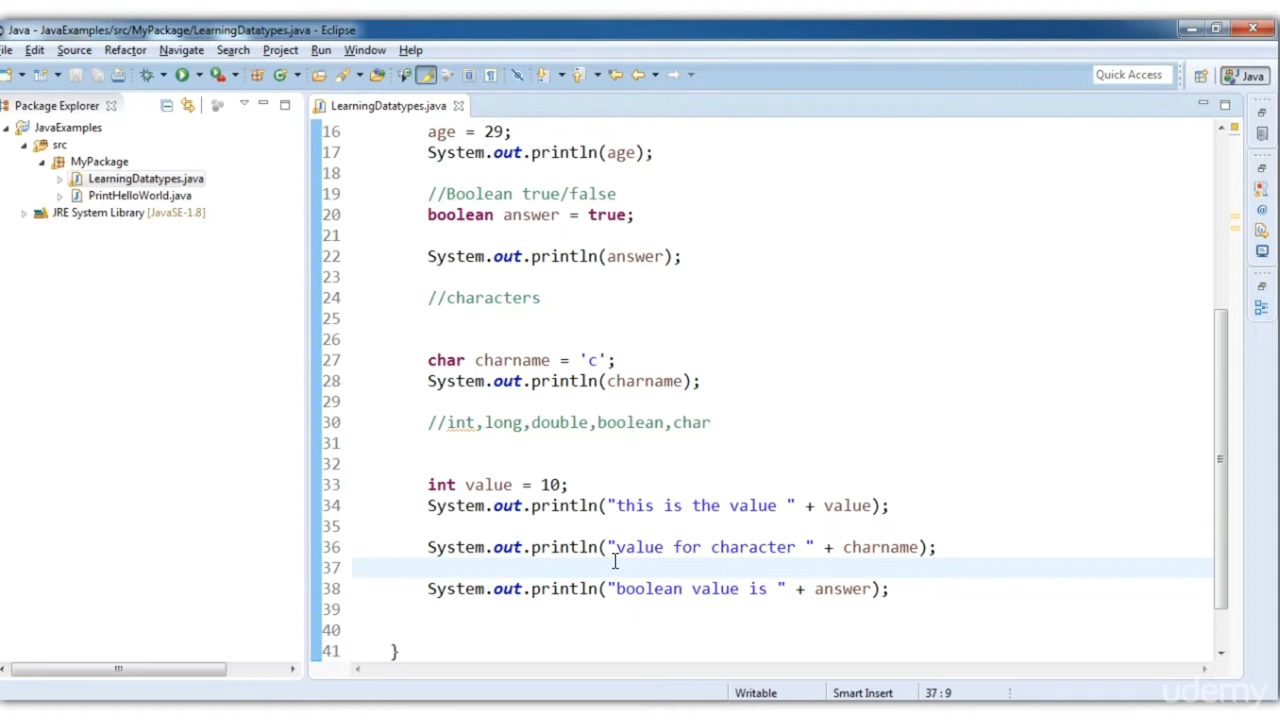 Java - JavaExamples/src/MyPackage/LearningDatatypes.java - Eclipse
ile Edit Source Refactor Navigate Search Project Run Window Help
Quick Access
Java
Package Explorer
LearningDatatypes.java
JavaExamples
src
MyPackage
LearningDatatypes.java
PrintHelloWorld.java
JRE System Library [JavaSE-1.8]
16 age = 29;
17 System.out.println(age);
18
19 //Boolean true/false
20 boolean answer = true;
21
22 System.out.println(answer);
23
24 //characters
25
26
27 char charname = 'c';
28 System.out.println(charname);
29
30 //int,long,double,boolean,char
31
32
33 int value = 10;
34 System.out.println("this is the value " + value);
35
36 System.out.println("value for character " + charname);
37
38 System.out.println("boolean value is " + answer);
39
40
41 }
Writable Smart Insert 37 : 9
udemy